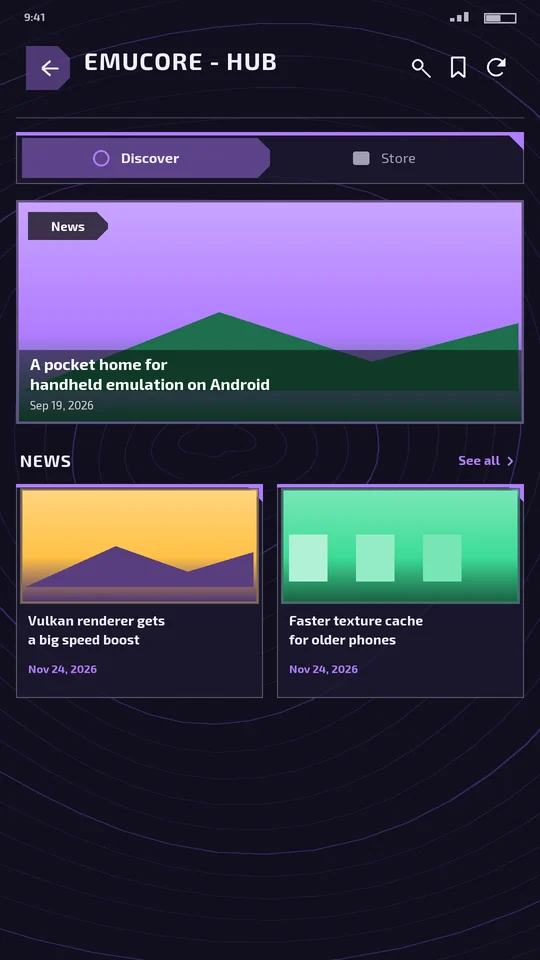 9:41
EMUCORE - HUB
Discover
Store
News
A pocket home for
handheld emulation on Android
Sep 19, 2026
NEWS
See all
Vulkan renderer gets
a big speed boost
Nov 24, 2026
Faster texture cache
for older phones
Nov 24, 2026